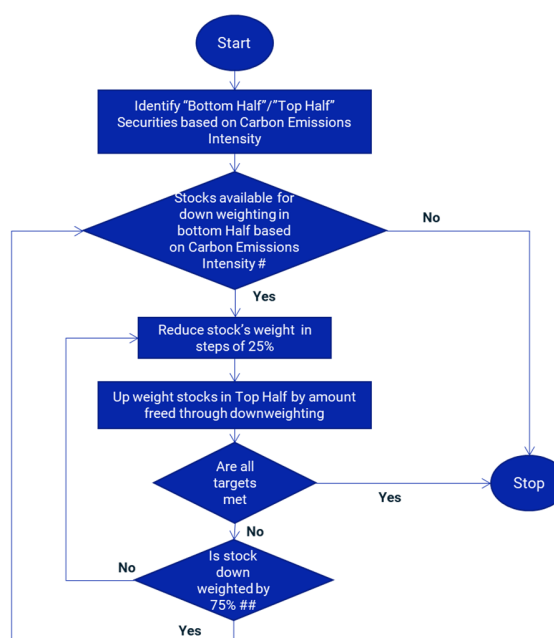 Start
Identify “Bottom Half”/”Top Half”
Securities based on Carbon Emissions
Intensity
Stocks available for
down weighting in
bottom Half based
on Carbon Emissions
Intensity #
No
Yes
Reduce stock’s weight in
steps of 25%
Up weight stocks in Top Half by amount
freed through downweighting
Are all
targets
met
Yes
Stop
No
Is stock
down
weighted by
75% ##
No
Yes